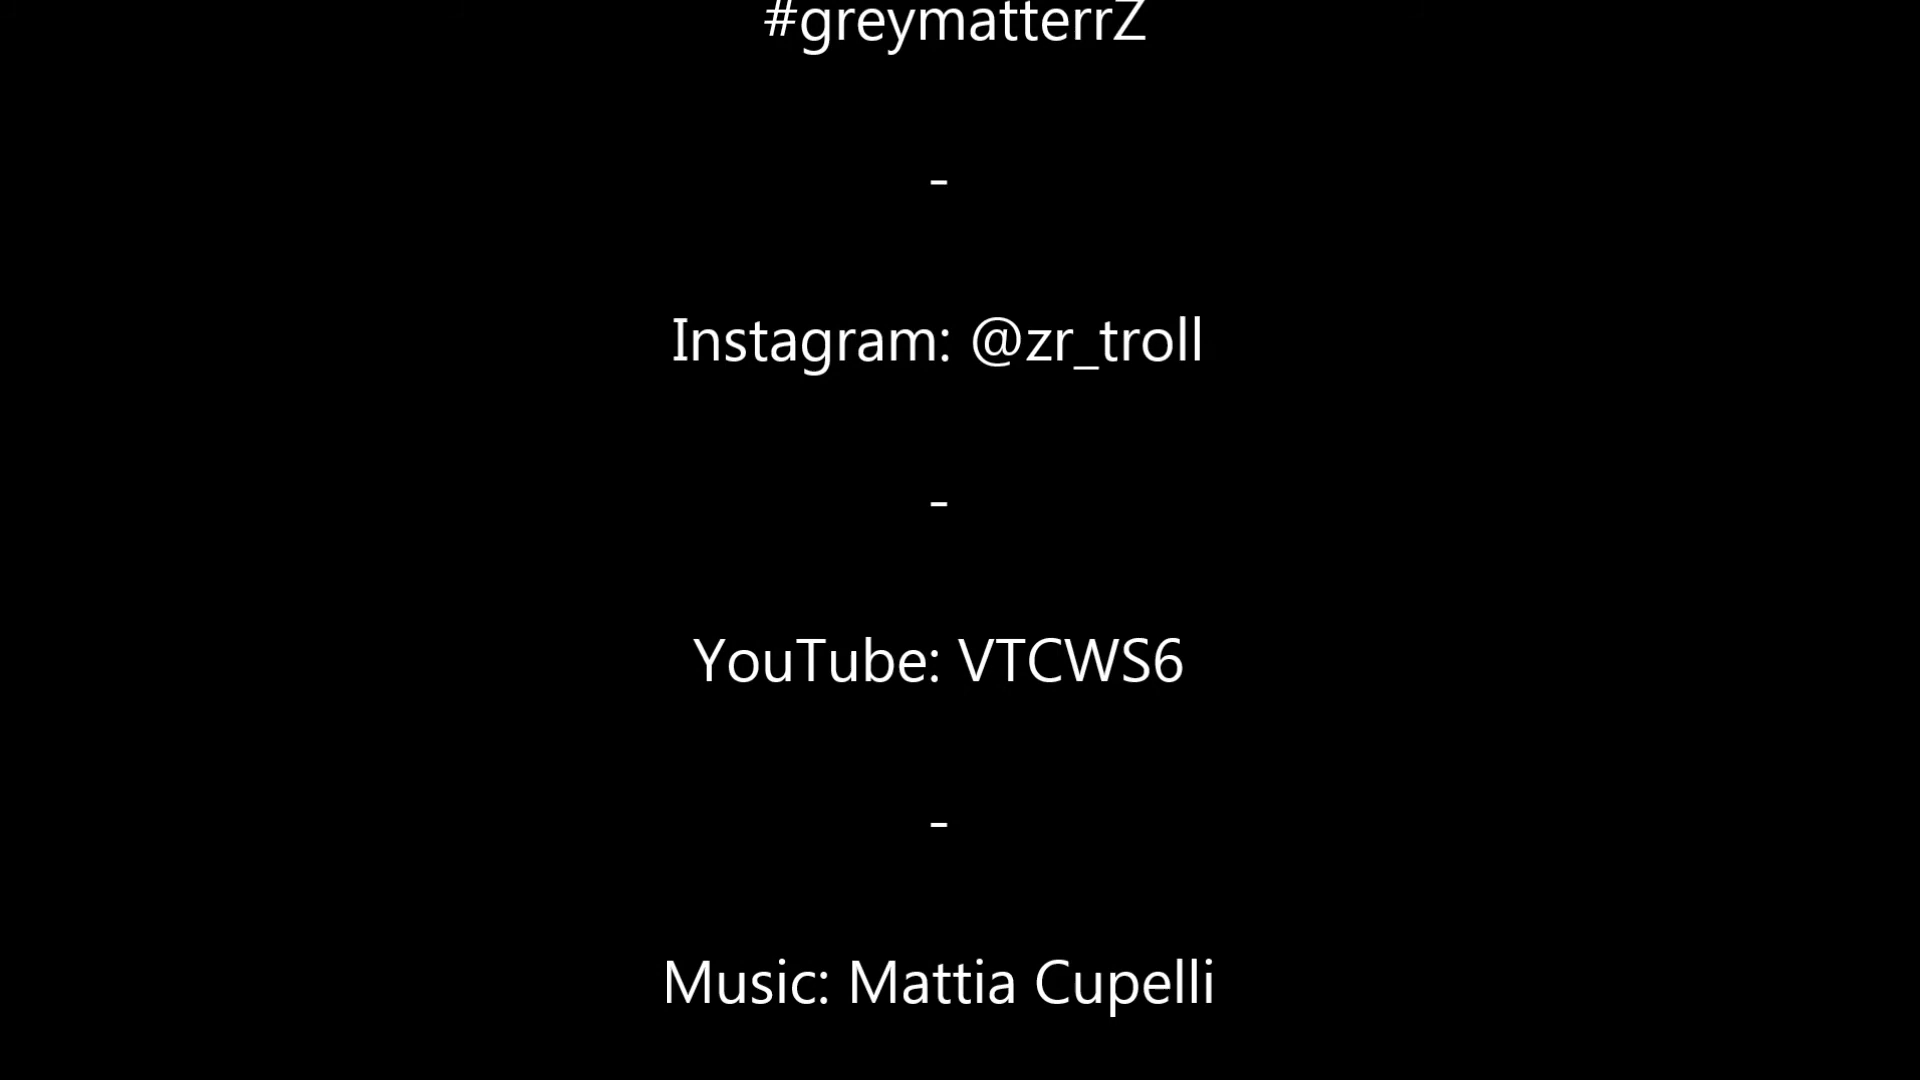 #greymatterrZ
-
Instagram: @zr_troll
-
YouTube: VTCWS6
-
Music: Mattia Cupelli